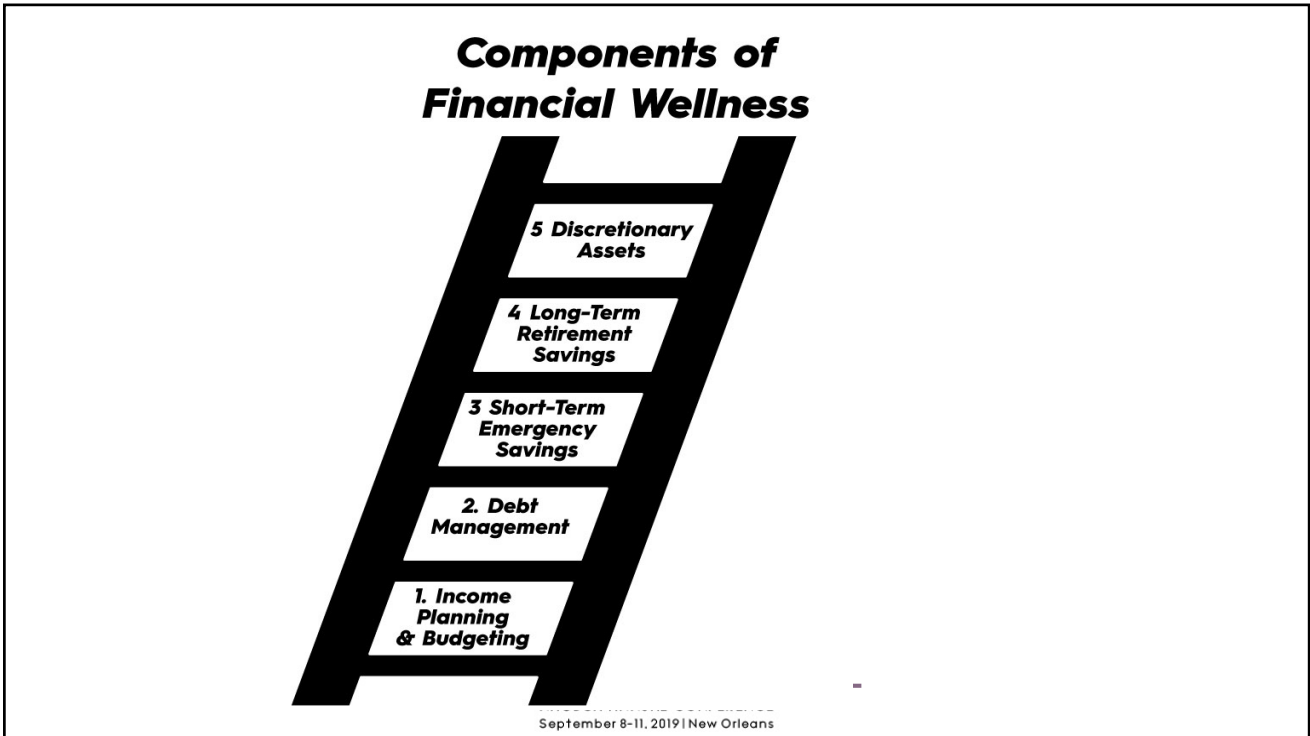 Components of
Financial Wellness
5 Discretionary
Assets
4 Long-Term
Retirement
Savings
3 Short-Term
Emergency
Savings
2. Debt
Management
1. Income
Planning
& Budgeting
September 8-11, 2019 | New Orleans